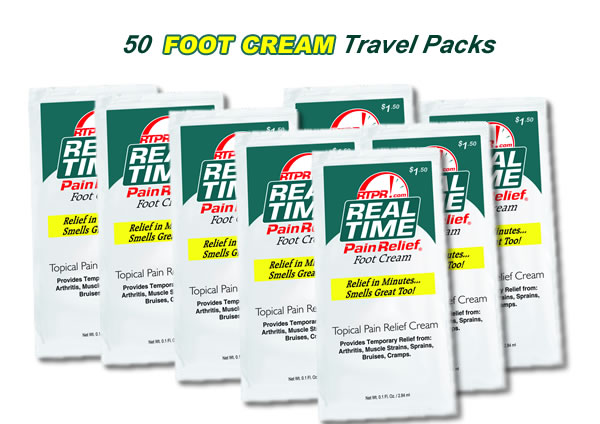 50 FOOT CREAM Travel Packs
$1.50
RTPR!.com
REAL
TIME
PainRelief®
Foot Cream
Relief in Minutes...
Smells Great Too!
Topical Pain Relief Cream
Provides Temporary Relief from:
Arthritis, Muscle Strains, Sprains,
Bruises, Cramps.
Net Wt. 0.1 Fl. Oz. / 2.84 ml